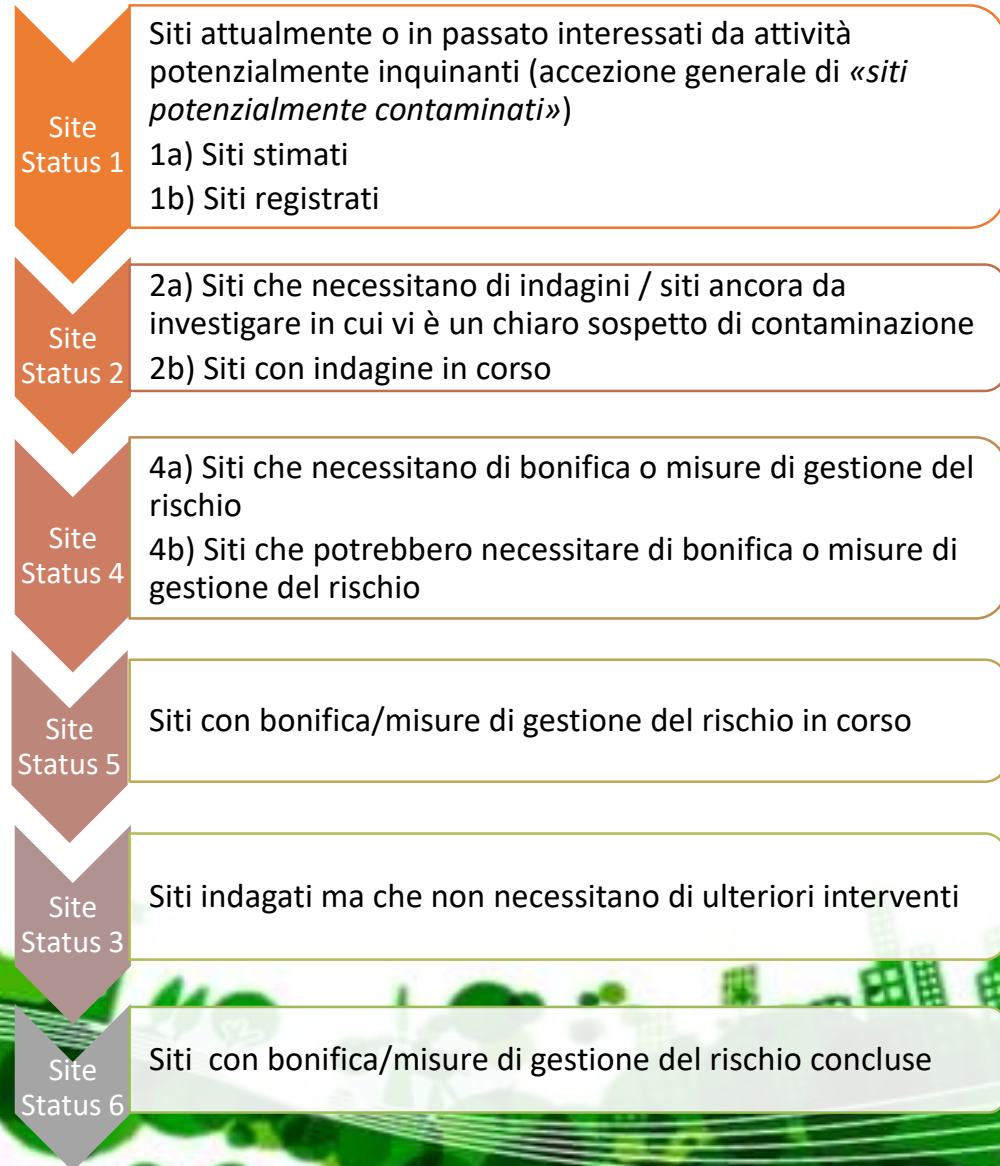 Site
Status 1
Siti attualmente o in passato interessati da attività
potenzialmente inquinanti (accezione generale di «siti
potenzialmente contaminati»)
1a) Siti stimati
1b) Siti registrati
Site
Status 2
2a) Siti che necessitano di indagini / siti ancora da
investigare in cui vi è un chiaro sospetto di contaminazione
2b) Siti con indagine in corso
Site
Status 4
4a) Siti che necessitano di bonifica o misure di gestione del
rischio
4b) Siti che potrebbero necessitare di bonifica o misure di
gestione del rischio
Site
Status 5
Siti con bonifica/misure di gestione del rischio in corso
Site
Status 3
Siti indagati ma che non necessitano di ulteriori interventi
Site
Status 6
Siti  con bonifica/misure di gestione del rischio concluse